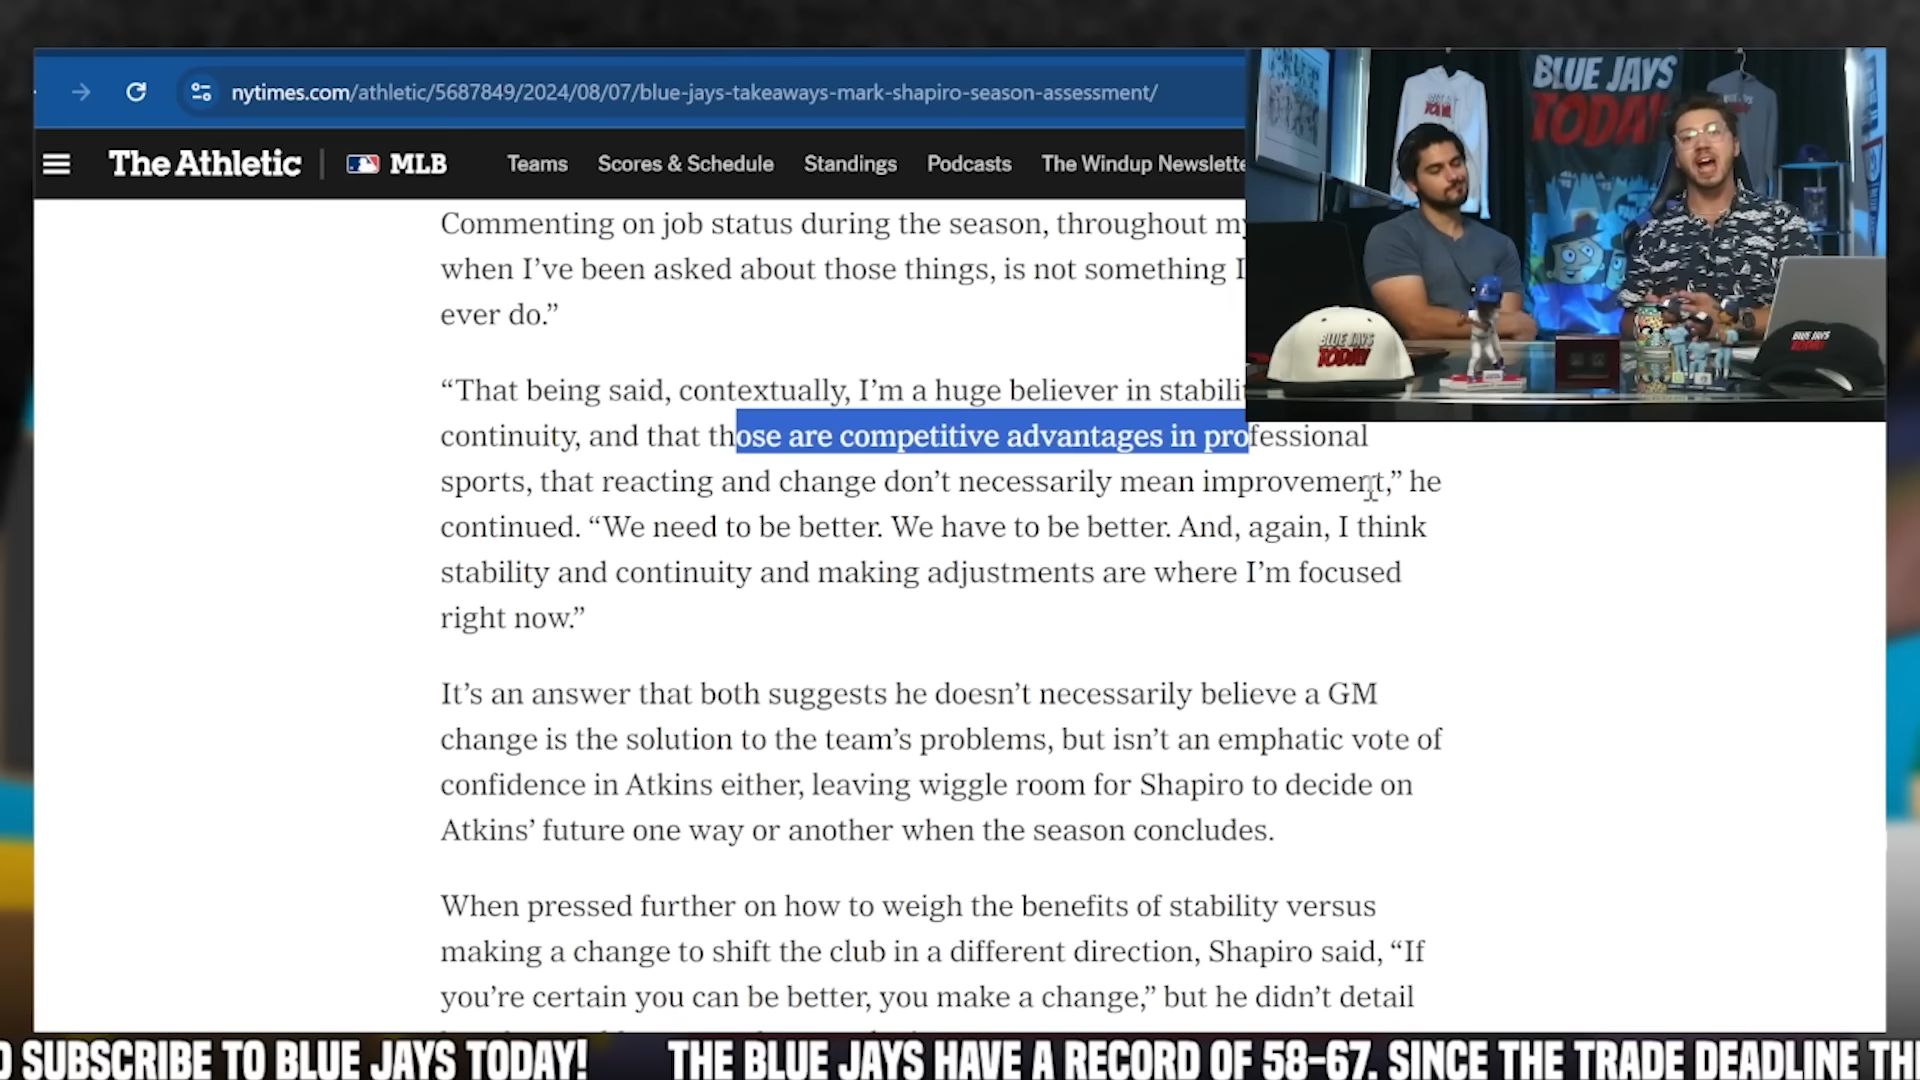 nytimes.com/athletic/5687849/2024/08/07/blue-jays-takeaways-mark-shapiro-season-assessment/
The Athletic | MLB Teams Scores & Schedule Standings Podcasts The Windup Newslette
Commenting on job status during the season, throughout my
when I’ve been asked about those things, is not something I
ever do.”
“That being said, contextually, I’m a huge believer in stabilit
continuity, and that those are competitive advantages in professional
sports, that reacting and change don’t necessarily mean improvement,” he
continued. “We need to be better. We have to be better. And, again, I think
stability and continuity and making adjustments are where I’m focused
right now.”
It’s an answer that both suggests he doesn’t necessarily believe a GM
change is the solution to the team’s problems, but isn’t an emphatic vote of
confidence in Atkins either, leaving wiggle room for Shapiro to decide on
Atkins’ future one way or another when the season concludes.
When pressed further on how to weigh the benefits of stability versus
making a change to shift the club in a different direction, Shapiro said, “If
you’re certain you can be better, you make a change,” but he didn’t detail
BLUE JAYS
TODAY
BLUE JAYS
TODAY
BLUE JAYS
TODAY
SUBSCRIBE TO BLUE JAYS TODAY! THE BLUE JAYS HAVE A RECORD OF 58-67. SINCE THE TRADE DEADLINE TH